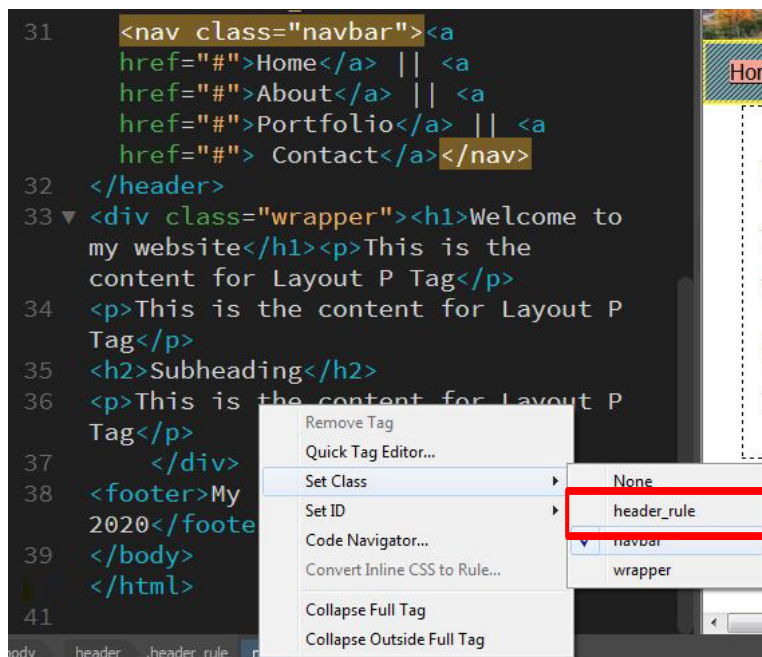 31 <nav class="navbar"><a
href="#">Home</a> || <a
href="#">About</a> || <a
href="#">Portfolio</a> || <a
href="#"> Contact</a></nav>
32 </header>
33 ▼ <div class="wrapper"><h1>Welcome to
my website</h1><p>This is the
content for Layout P Tag</p>
34 <p>This is the content for Layout P
Tag</p>
35 <h2>Subheading</h2>
36 <p>This is the content for Layout P
Tag</p>
37 </div>
38 <footer>My
2020</foote
39 </body>
</html>
41
Remove Tag
Quick Tag Editor...
Set Class
Set ID
Code Navigator...
Convert Inline CSS to Rule...
Collapse Full Tag
Collapse Outside Full Tag
None
header_rule
navbar
wrapper
header .header_rule